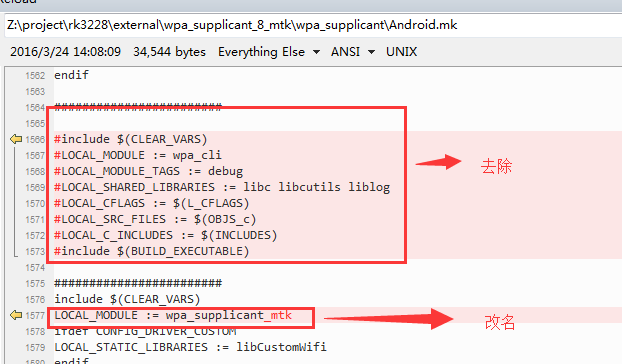 Reload
Z:\project\rk3228\external\wpa_supplicant_8_mtk\wpa_supplicant\Android.mk
2016/3/24 14:08:09 34,544 bytes Everything Else ANSI UNIX
1562 endif
1563
1564 ########################
1565
1566 #include $(CLEAR_VARS)
1567 #LOCAL_MODULE := wpa_cli
1568 #LOCAL_MODULE_TAGS := debug
1569 #LOCAL_SHARED_LIBRARIES := libc libcutils liblog
1570 #LOCAL_CFLAGS := $(L_CFLAGS)
1571 #LOCAL_SRC_FILES := $(OBJS_c)
1572 #LOCAL_C_INCLUDES := $(INCLUDES)
1573 #include $(BUILD_EXECUTABLE)
去除
1574
1575 ########################
1576 include $(CLEAR_VARS)
1577 LOCAL_MODULE := wpa_supplicant_mtk
改名
1578 ifdef CONFIG_DRIVER_CUSTOM
1579 LOCAL_STATIC_LIBRARIES := libCustomWifi
1580 endif